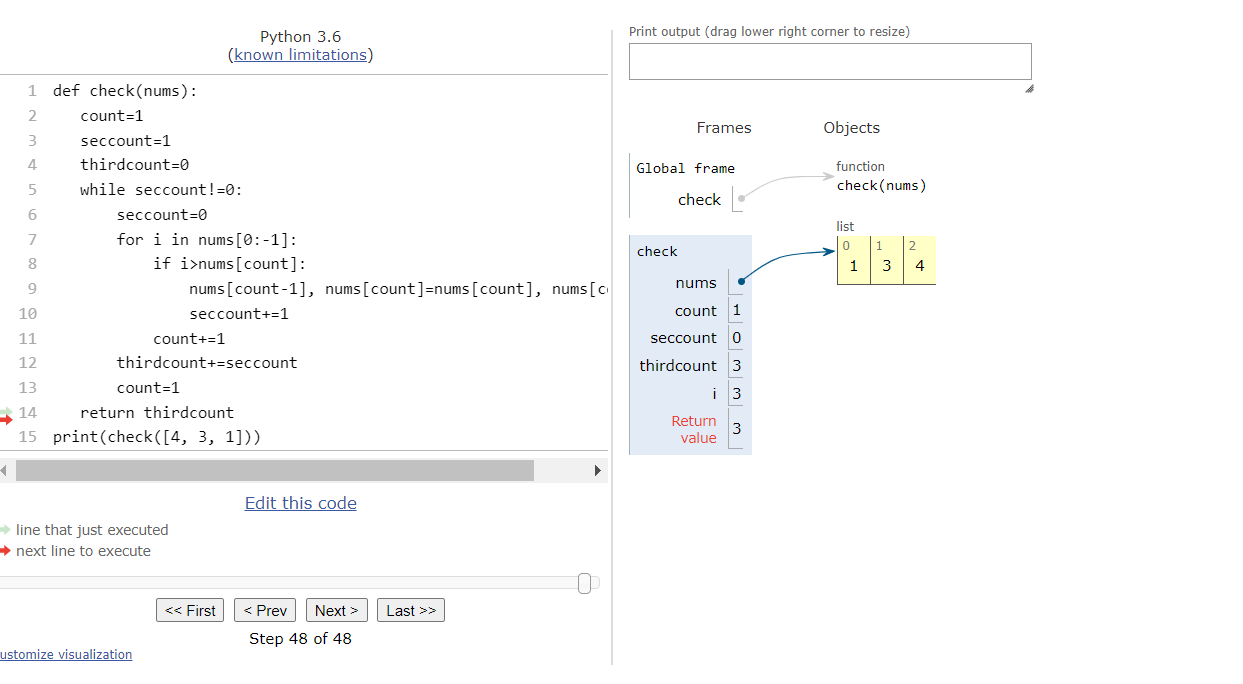 Python 3.6
(known limitations)
1 def check(nums):
2 count=1
3 seccount=1
4 thirdcount=0
5 while seccount!=0:
6 seccount=0
7 for i in nums[0:-1]:
8 if i>nums[count]:
9 nums[count-1], nums[count]=nums[count], nums[c
10 seccount+=1
11 count+=1
12 thirdcount+=seccount
13 count=1
14 return thirdcount
15 print(check([4, 3, 1]))
Edit this code
line that just executed
next line to execute
<< First < Prev Next > Last >>
Step 48 of 48
ustomize visualization
Print output (drag lower right corner to resize)
Frames Objects
Global frame
check
function
check(nums)
list
0 1 2
1 3 4
check
nums
count 1
seccount 0
thirdcount 3
i 3
Return
value 3